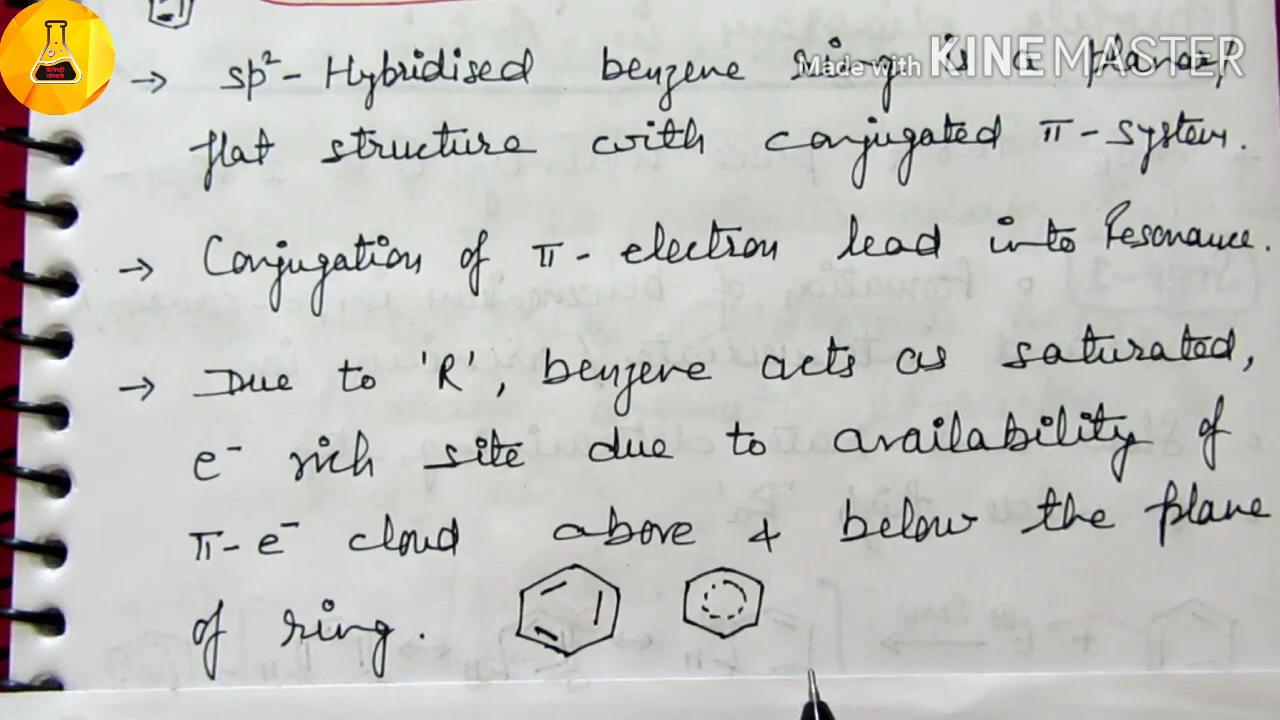 → sp²-Hybridised benzene ring is a planar,
Made with KINEMASTER
flat structure with conjugated π-system.
→ Conjugation of π-electron lead into Resonance.
→ Due to 'R', benzene acts as saturated,
e⁻ rich site due to availability of
π-e⁻ cloud above & below the plane
of ring.